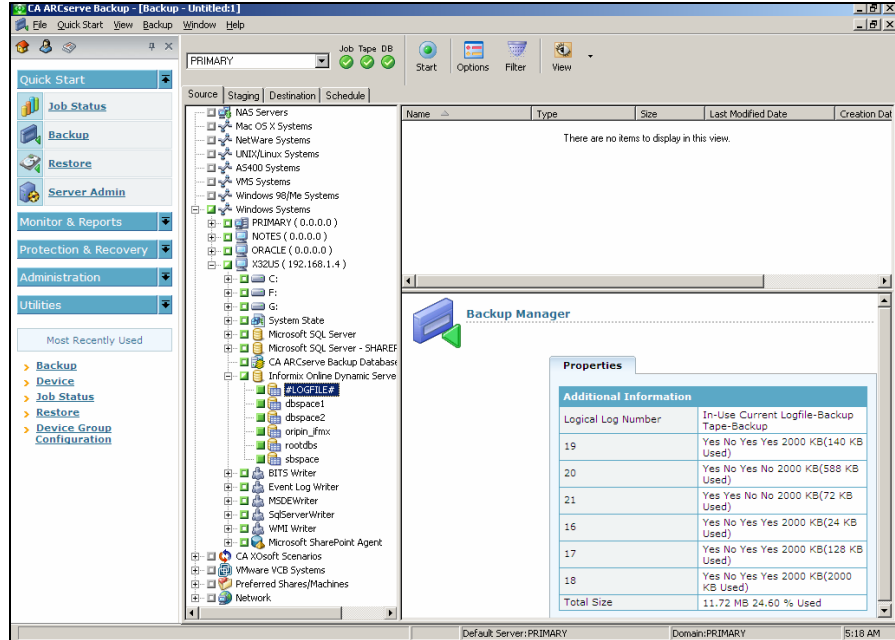 CA ARCserve Backup - [Backup - Untitled:1]
File Quick Start View Backup Window Help
PRIMARY
Job Tape DB
Start Options Filter View
Quick Start
Job Status
Backup
Restore
Server Admin
Monitor & Reports
Protection & Recovery
Administration
Utilities
Most Recently Used
Backup
Device
Job Status
Restore
Device Group
Configuration
Source Staging Destination Schedule
NAS Servers
Mac OS X Systems
NetWare Systems
UNIX/Linux Systems
AS400 Systems
VMS Systems
Windows 98/Me Systems
Windows Systems
PRIMARY ( 0.0.0.0 )
NOTES ( 0.0.0.0 )
ORACLE ( 0.0.0.0 )
X32US ( 192.168.1.4 )
C:
F:
G:
System State
Microsoft SQL Server
Microsoft SQL Server - SHAREF
CA ARCserve Backup Database
Informix Online Dynamic Serve
#LOGFILE#
dbspace1
dbspace2
oripin_ifmx
rootdbs
sbspace
BITS Writer
Event Log Writer
MSDEWriter
SqlServerWriter
WMI Writer
Microsoft SharePoint Agent
CA XOsoft Scenarios
VMware VCB Systems
Preferred Shares/Machines
Network
Name Type Size Last Modified Date Creation Dat
There are no items to display in this view.
Backup Manager
Properties
Additional Information
Logical Log Number In-Use Current Logfile-Backup
Tape-Backup
19 Yes No Yes Yes 2000 KB(140 KB
Used)
20 Yes No Yes No 2000 KB(588 KB
Used)
21 Yes Yes No No 2000 KB(72 KB
Used)
16 Yes No Yes Yes 2000 KB(24 KB
Used)
17 Yes No Yes Yes 2000 KB(128 KB
Used)
18 Yes No Yes Yes 2000 KB(2000
KB Used)
Total Size 11.72 MB 24.60 % Used
Default Server:PRIMARY Domain:PRIMARY 5:18 AM